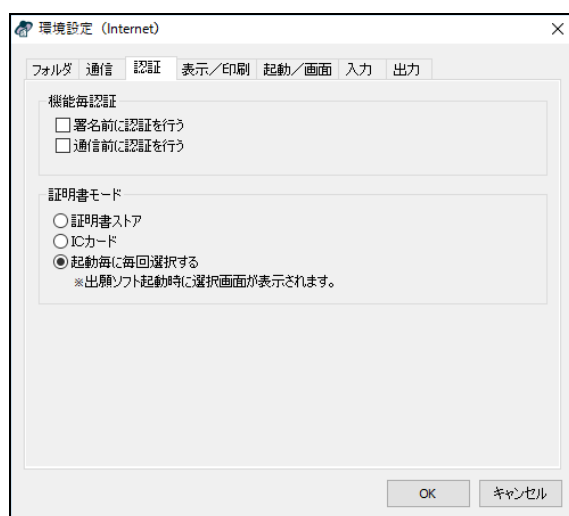 環境設定（Internet）
フォルダ 通信 認証 表示／印刷 起動／画面 入力 出力
機能毎認証
署名前に認証を行う
通信前に認証を行う
証明書モード
証明書ストア
ICカード
起動毎に毎回選択する
※出願ソフト起動時に選択画面が表示されます。
OK キャンセル